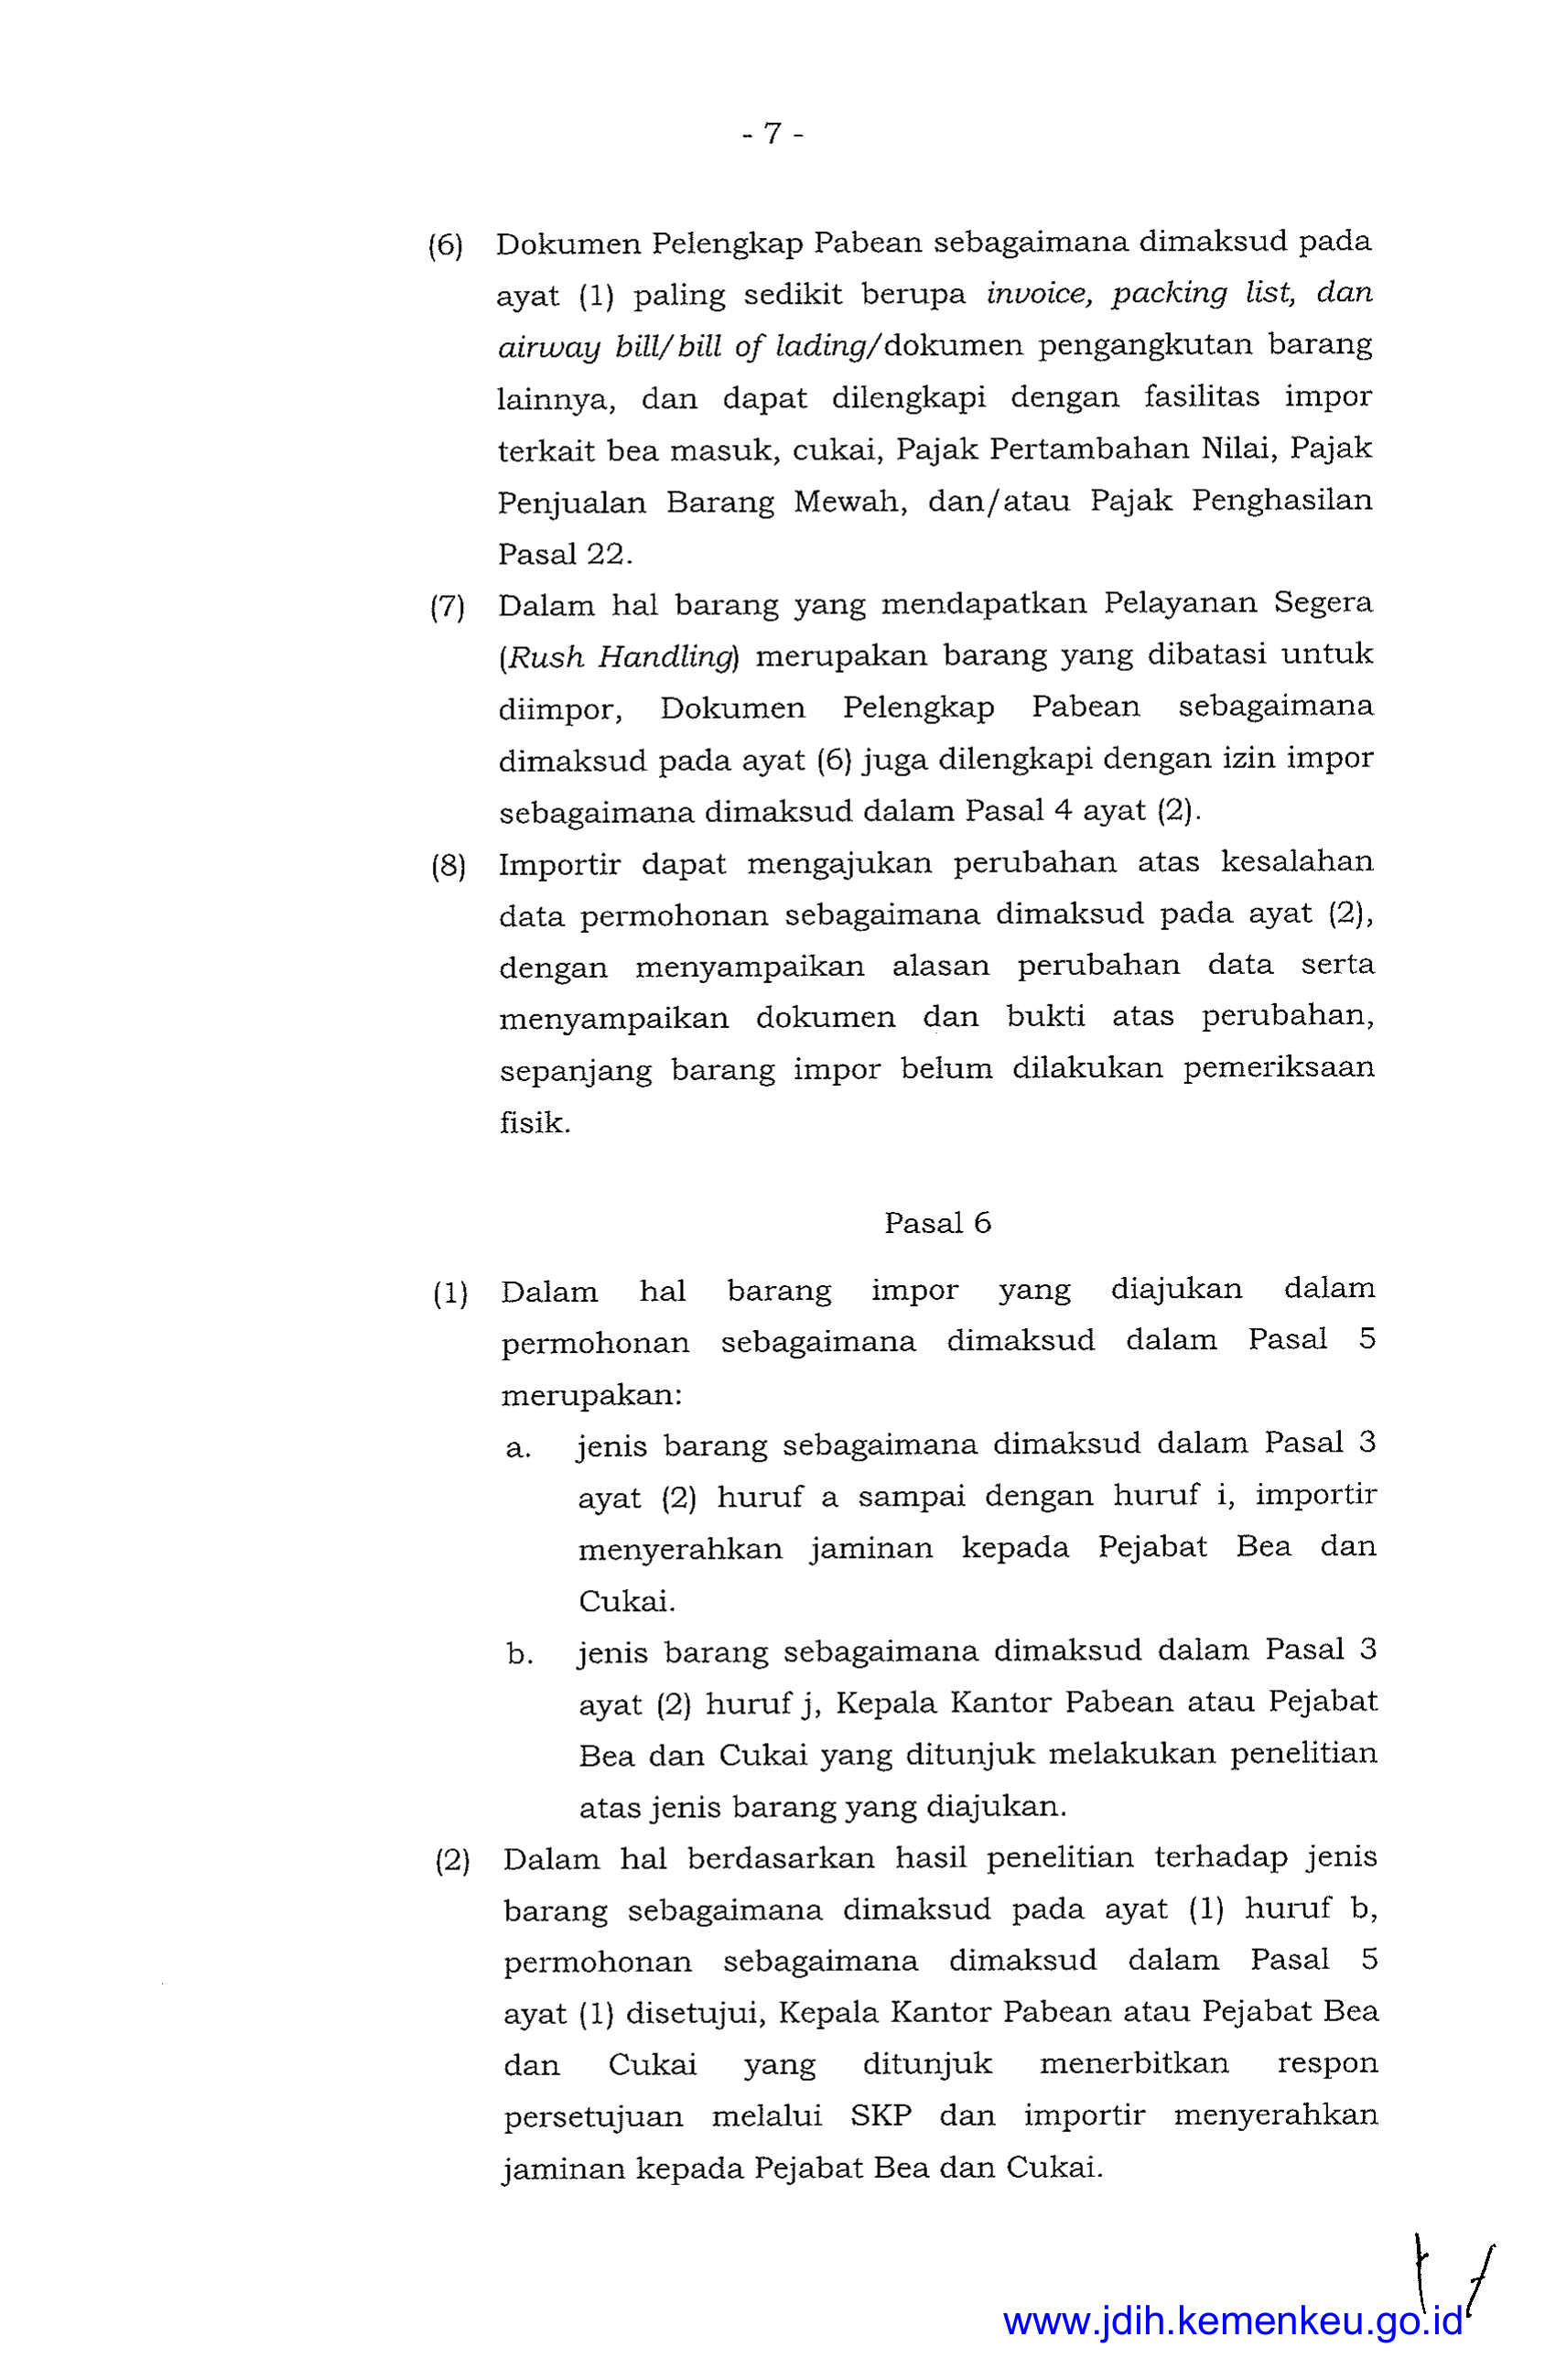 - 7 -
(6) Dokumen Pelengkap Pabean sebagaimana dimaksud pada
ayat (1) paling sedikit berupa invoice, packing list, dan
airway bill/bill of lading/dokumen pengangkutan barang
lainnya, dan dapat dilengkapi dengan fasilitas impor
terkait bea masuk, cukai, Pajak Pertambahan Nilai, Pajak
Penjualan Barang Mewah, dan/atau Pajak Penghasilan
Pasal 22.
(7) Dalam hal barang yang mendapatkan Pelayanan Segera
(Rush Handling) merupakan barang yang dibatasi untuk
diimpor, Dokumen Pelengkap Pabean sebagaimana
dimaksud pada ayat (6) juga dilengkapi dengan izin impor
sebagaimana dimaksud dalam Pasal 4 ayat (2).
(8) Importir dapat mengajukan perubahan atas kesalahan
data permohonan sebagaimana dimaksud pada ayat (2),
dengan menyampaikan alasan perubahan data serta
menyampaikan dokumen dan bukti atas perubahan,
sepanjang barang impor belum dilakukan pemeriksaan
fisik.
Pasal 6
(1) Dalam hal barang impor yang diajukan dalam
permohonan sebagaimana dimaksud dalam Pasal 5
merupakan:
a. jenis barang sebagaimana dimaksud dalam Pasal 3
ayat (2) huruf a sampai dengan huruf i, importir
menyerahkan jaminan kepada Pejabat Bea dan
Cukai.
b. jenis barang sebagaimana dimaksud dalam Pasal 3
ayat (2) huruf j, Kepala Kantor Pabean atau Pejabat
Bea dan Cukai yang ditunjuk melakukan penelitian
atas jenis barang yang diajukan.
(2) Dalam hal berdasarkan hasil penelitian terhadap jenis
barang sebagaimana dimaksud pada ayat (1) huruf b,
permohonan sebagaimana dimaksud dalam Pasal 5
ayat (1) disetujui, Kepala Kantor Pabean atau Pejabat Bea
dan Cukai yang ditunjuk menerbitkan respon
persetujuan melalui SKP dan importir menyerahkan
jaminan kepada Pejabat Bea dan Cukai.
www.jdih.kemenkeu.go.id